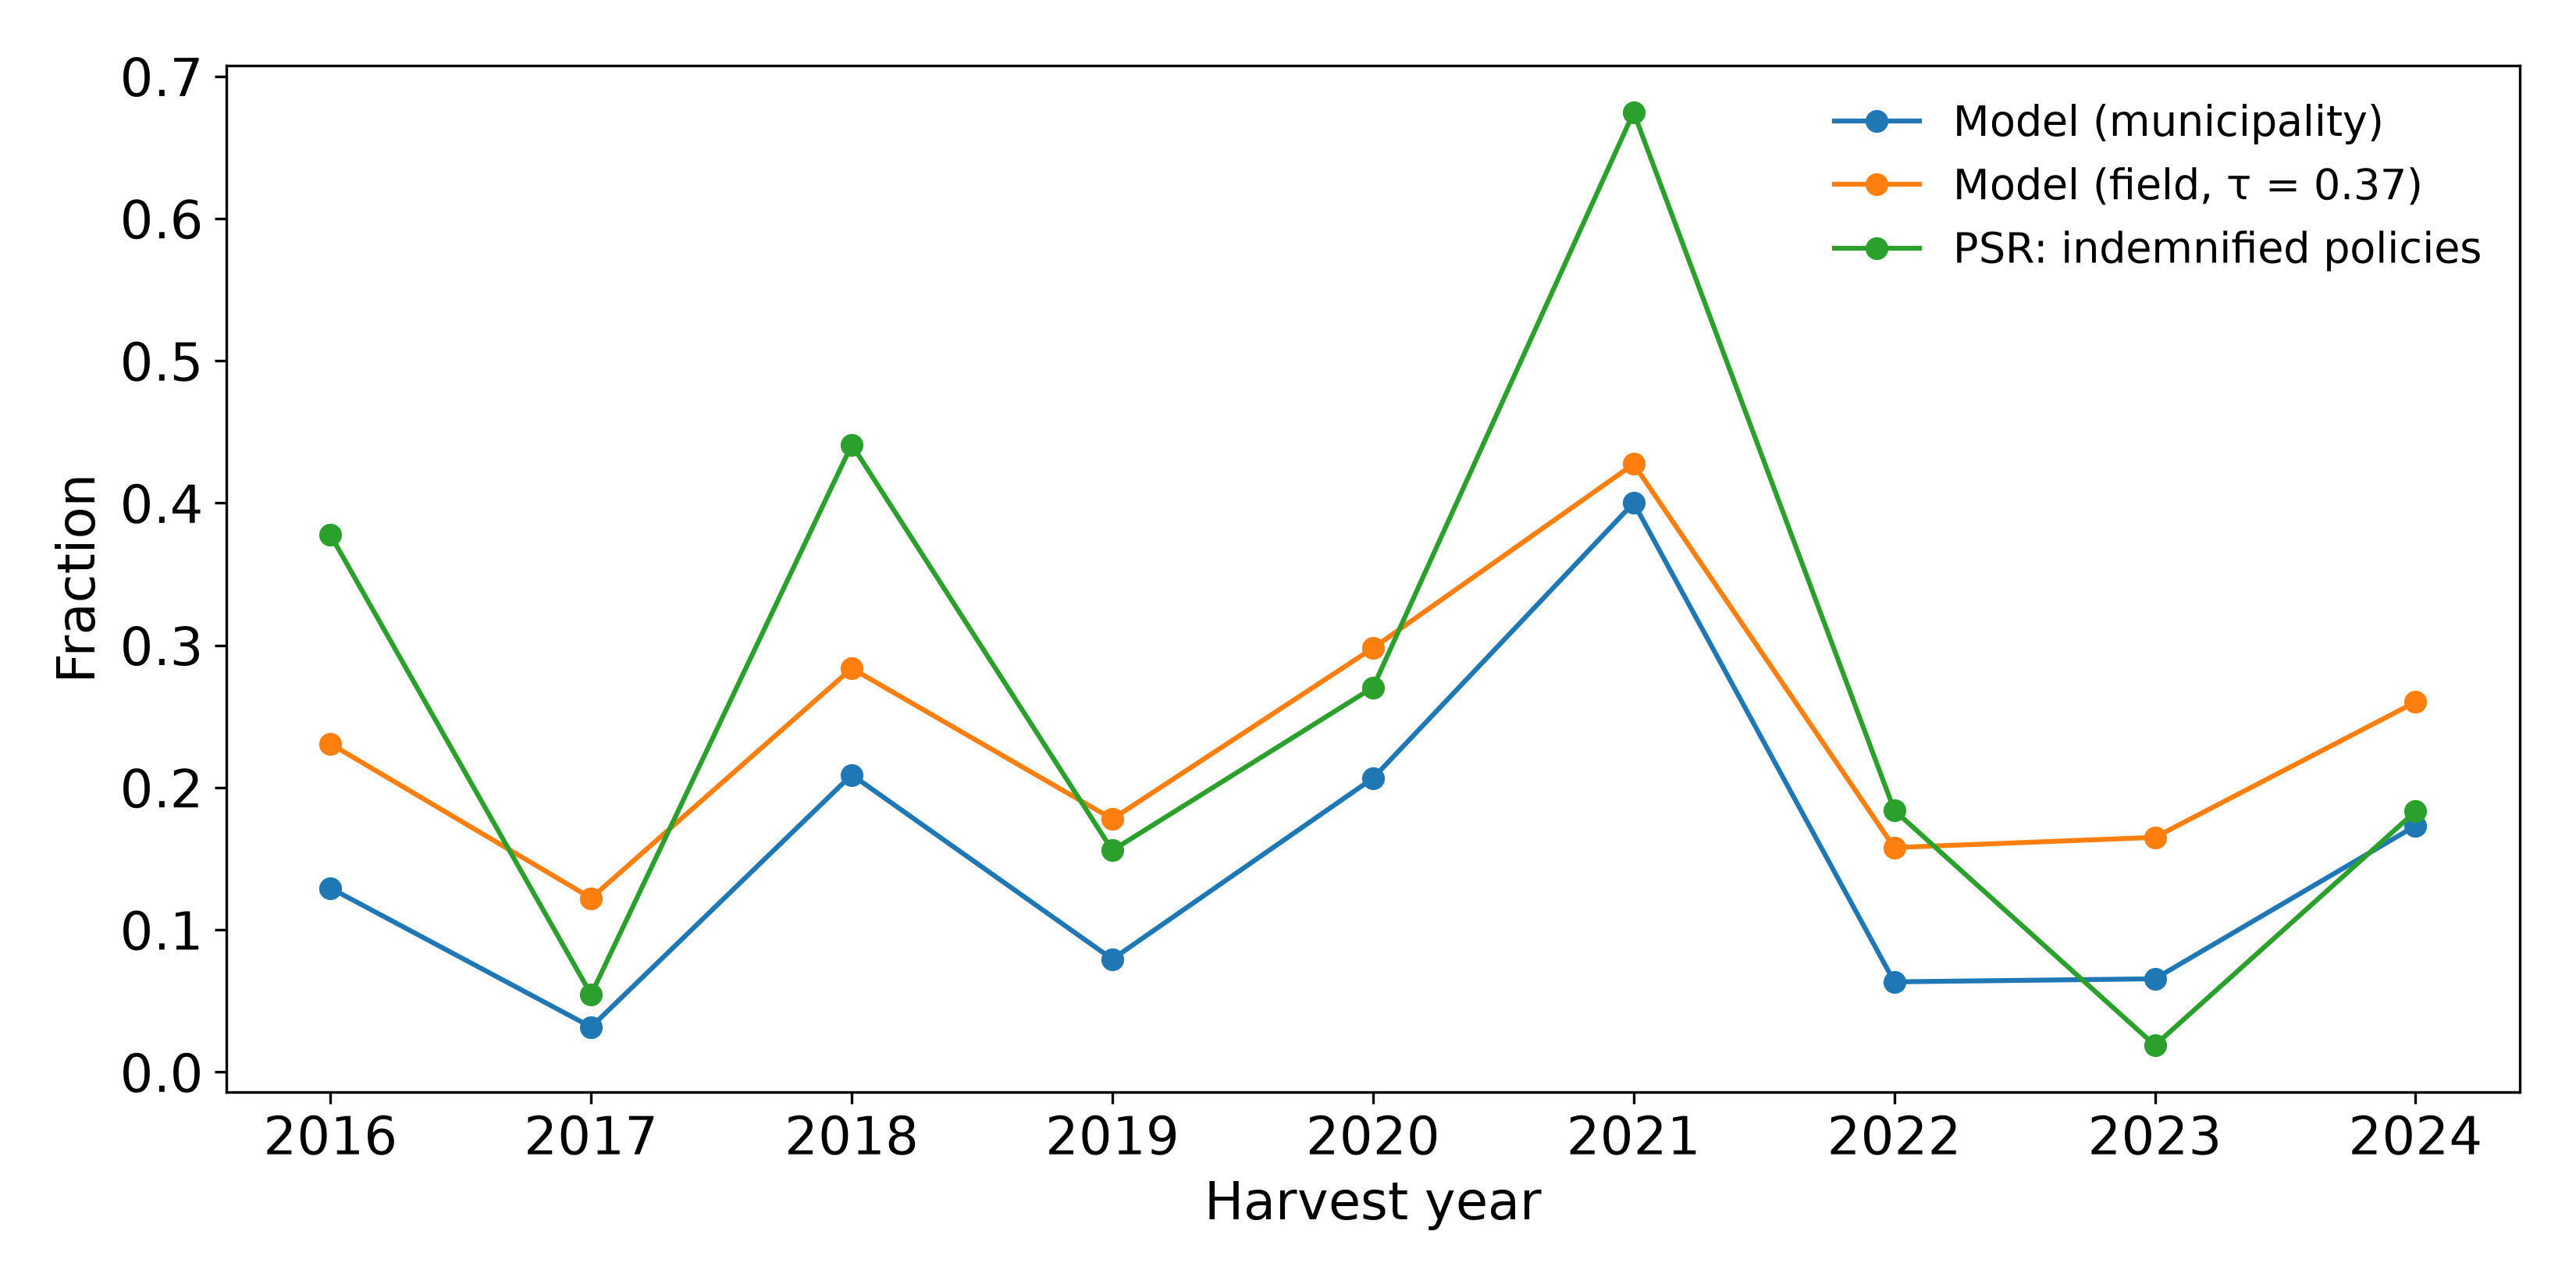 0.7
0.6
0.5
0.4
0.3
0.2
0.1
0.0
Fraction
Model (municipality)
Model (field, τ = 0.37)
PSR: indemnified policies
2016 2017 2018 2019 2020 2021 2022 2023 2024
Harvest year